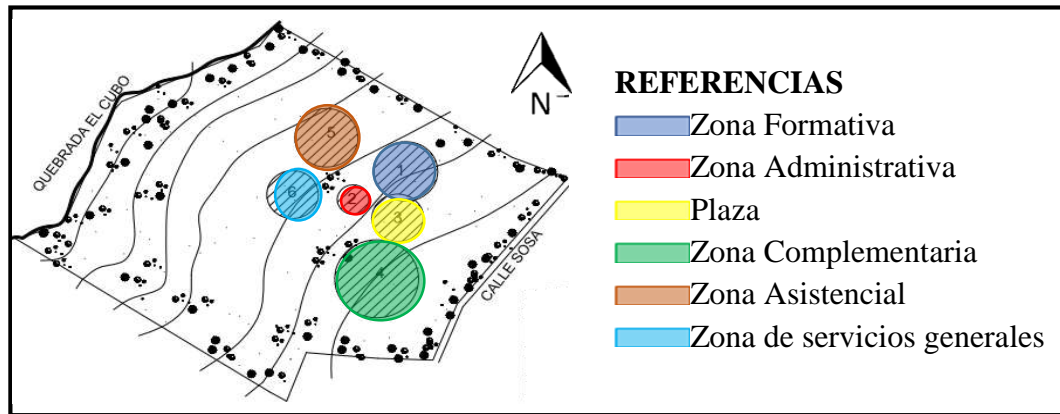 QUEBRADA EL CUBO
5
1
6
2
3
4
CALLE SOSA
N
REFERENCIAS
Zona Formativa
Zona Administrativa
Plaza
Zona Complementaria
Zona Asistencial
Zona de servicios generales